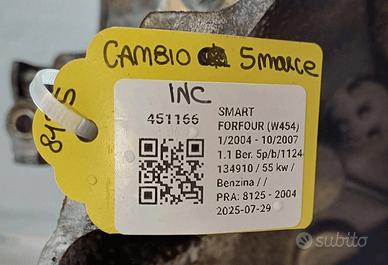 CAMBIO 5 marce
INC
451166
SMART
FORFOUR (W454)
1/2004 - 10/2007
1.1 Ber. 5p/b/1124
134910 / 55 kw /
Benzina / /
PRA: 8125 - 2004
2025-07-29
subito